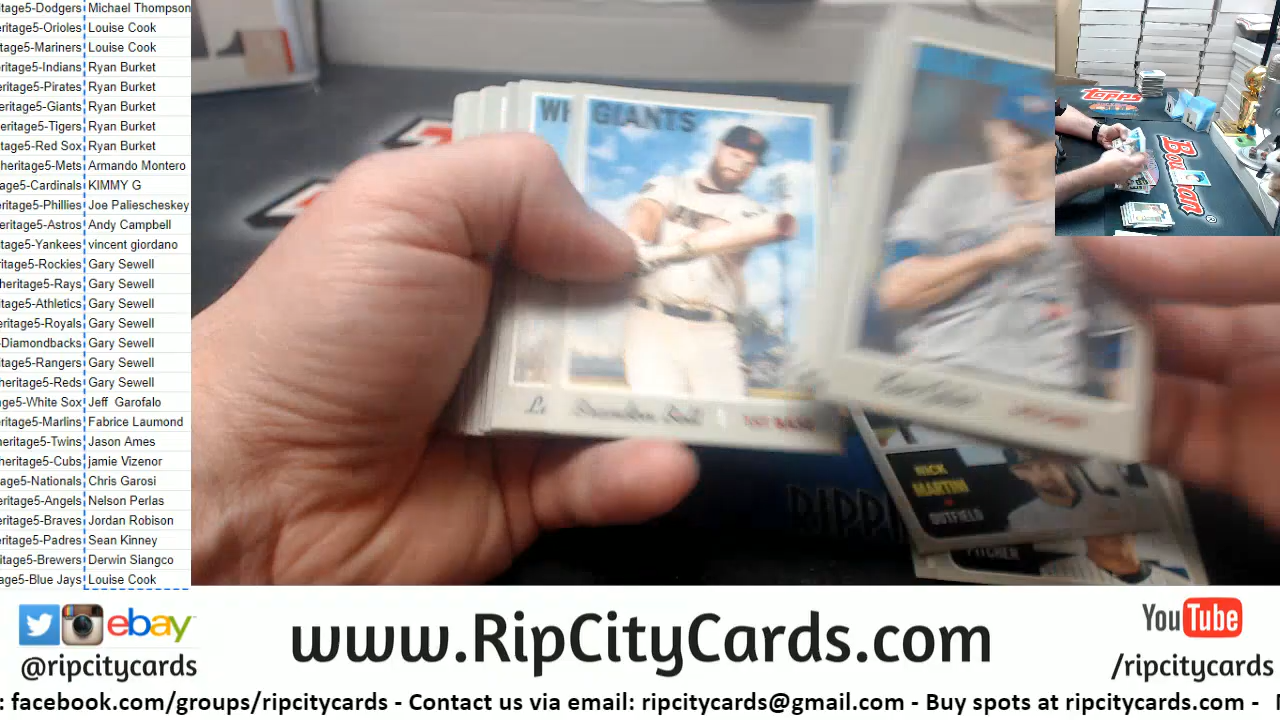 ritage5-Dodgers Michael Thompson
eritage5-Orioles Louise Cook
tage5-Mariners Louise Cook
ritage5-Indians Ryan Burket
ritage5-Pirates Ryan Burket
eritage5-Giants Ryan Burket
eritage5-Tigers Ryan Burket
tage5-Red Sox Ryan Burket
heritage5-Mets Armando Montero
age5-Cardinals KIMMY G
itage5-Phillies Joe Paliescheskey
eritage5-Astros Andy Campbell
tage5-Yankees vincent giordano
ritage5-Rockies Gary Sewell
heritage5-Rays Gary Sewell
itage5-Athletics Gary Sewell
eritage5-Royals Gary Sewell
-Diamondbacks Gary Sewell
itage5-Rangers Gary Sewell
heritage5-Reds Gary Sewell
age5-White Sox Jeff Garofalo
itage5-Marlins Fabrice Laumond
eritage5-Twins Jason Ames
heritage5-Cubs jamie Vizenor
age5-Nationals Chris Garosi
eritage5-Angels Nelson Perlas
eritage5-Braves Jordan Robison
eritage5-Padres Sean Kinney
itage5-Brewers Derwin Siangco
age5-Blue Jays Louise Cook
WH GIANTS
NICK
MARTINI
OUTFIELD
PITCHER
RIPPI
TOPPS
Bowman
ebay
@ripcitycards
www.RipCityCards.com
YouTube
/ripcitycards
: facebook.com/groups/ripcitycards - Contact us via email: ripcitycards@gmail.com - Buy spots at ripcitycards.com -